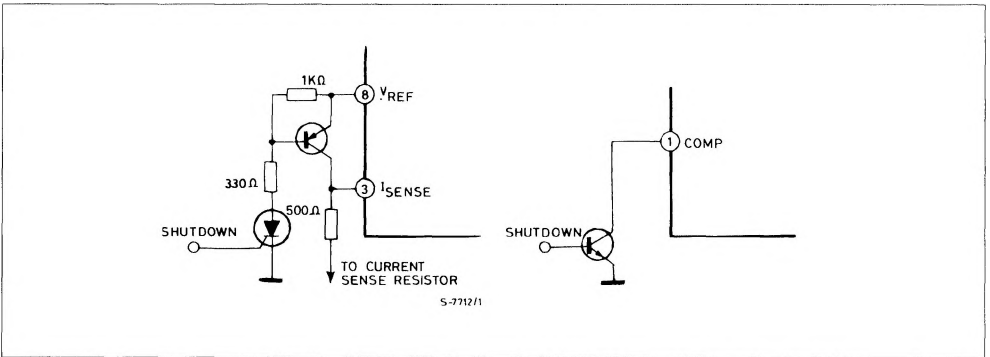 1KΩ
8 VREF
330Ω
3 ISENSE
500Ω
SHUTDOWN
TO CURRENT
SENSE RESISTOR
S-7712/1
1 COMP
SHUTDOWN